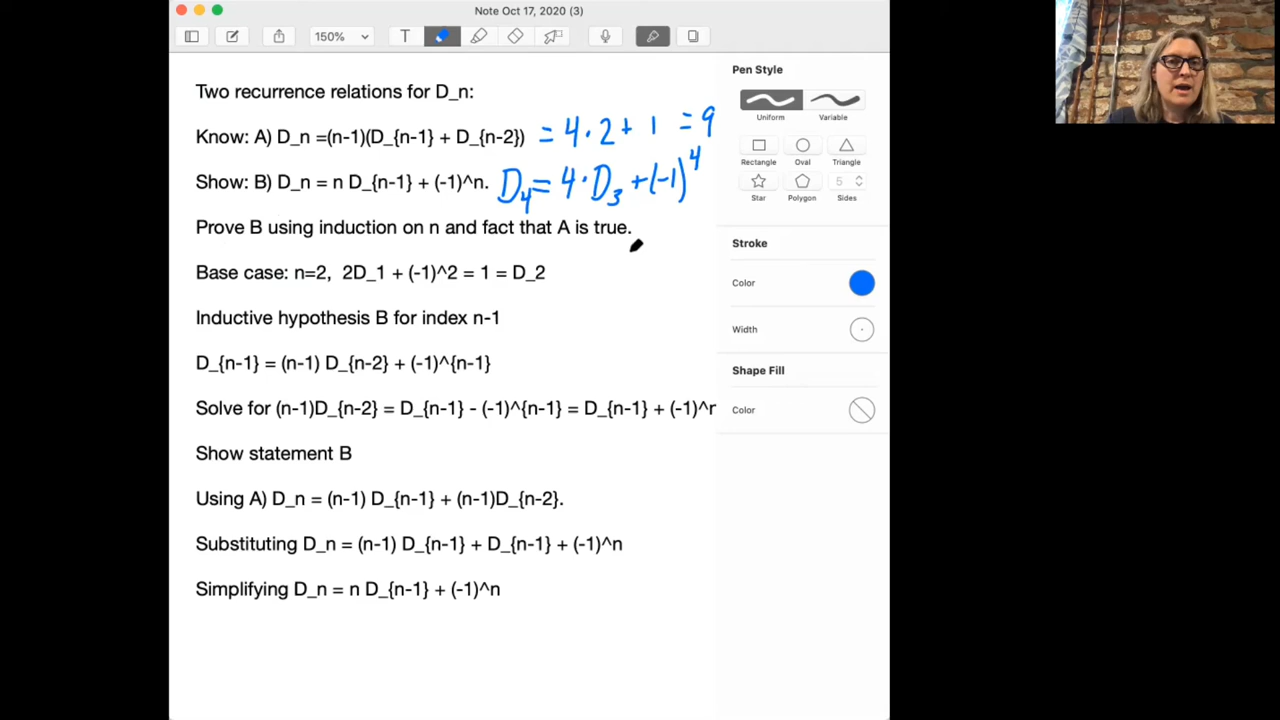 Note Oct 17, 2020 (3)
150%
T
Two recurrence relations for D_n:
Know: A) D_n =(n-1)(D_{n-1} + D_{n-2}) = 4·2+1 = 9
Show: B) D_n = n D_{n-1} + (-1)^n. D₄ = 4·D₃ +(-1)⁴
Prove B using induction on n and fact that A is true.
Base case: n=2, 2D_1 + (-1)^2 = 1 = D_2
Inductive hypothesis B for index n-1
D_{n-1} = (n-1) D_{n-2} + (-1)^{n-1}
Solve for (n-1)D_{n-2} = D_{n-1} - (-1)^{n-1} = D_{n-1} + (-1)^n
Show statement B
Using A) D_n = (n-1) D_{n-1} + (n-1)D_{n-2}.
Substituting D_n = (n-1) D_{n-1} + D_{n-1} + (-1)^n
Simplifying D_n = n D_{n-1} + (-1)^n
Pen Style
Uniform Variable
Rectangle Oval Triangle
5
Star Polygon Sides
Stroke
Color
Width
Shape Fill
Color